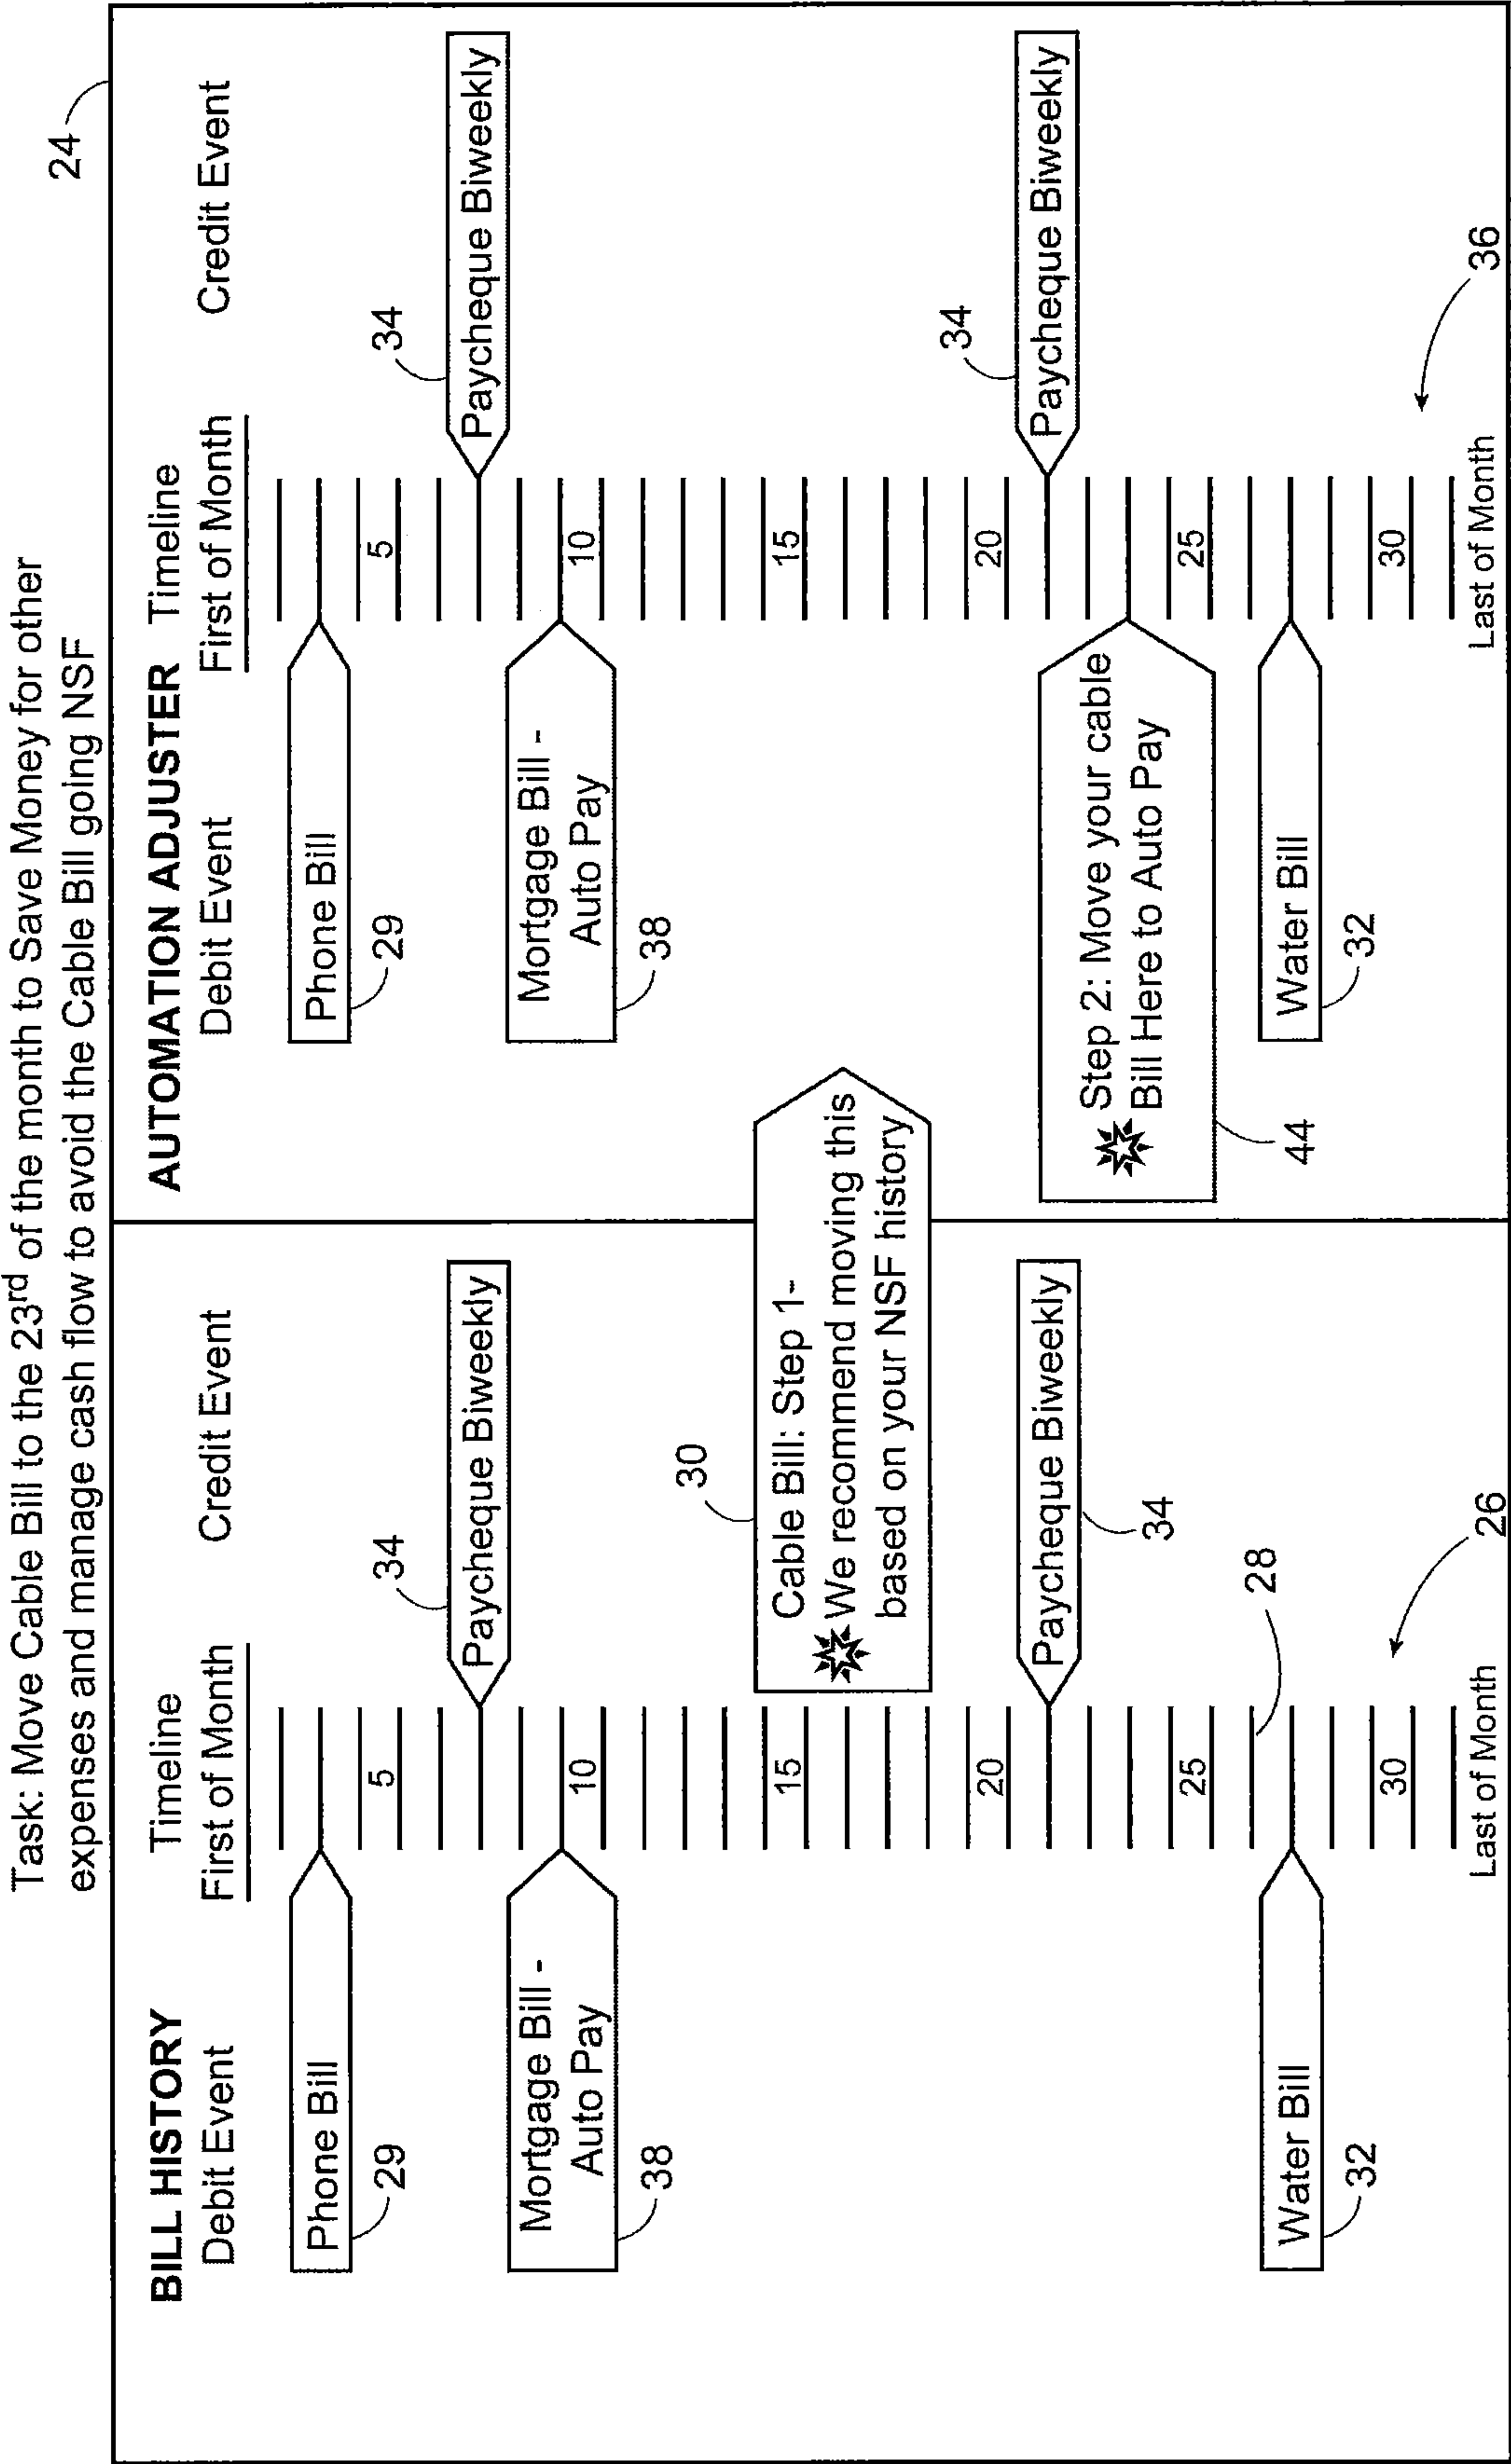 Task: Move Cable Bill to the 23rd of the month to Save Money for other
expenses and manage cash flow to avoid the Cable Bill going NSF
24
BILL HISTORY
Debit Event
Timeline
First of Month
Credit Event
Phone Bill
29
5
34
Paycheque Biweekly
Mortgage Bill -
Auto Pay
38
10
30
Cable Bill: Step 1-
We recommend moving this
based on your NSF history
15
20
Paycheque Biweekly
34
25
28
Water Bill
32
30
26
Last of Month
AUTOMATION ADJUSTER
Debit Event
Timeline
First of Month
Credit Event
Phone Bill
29
5
34
Paycheque Biweekly
Mortgage Bill -
Auto Pay
38
10
15
20
34
Paycheque Biweekly
Step 2: Move your cable
Bill Here to Auto Pay
44
25
Water Bill
32
30
36
Last of Month